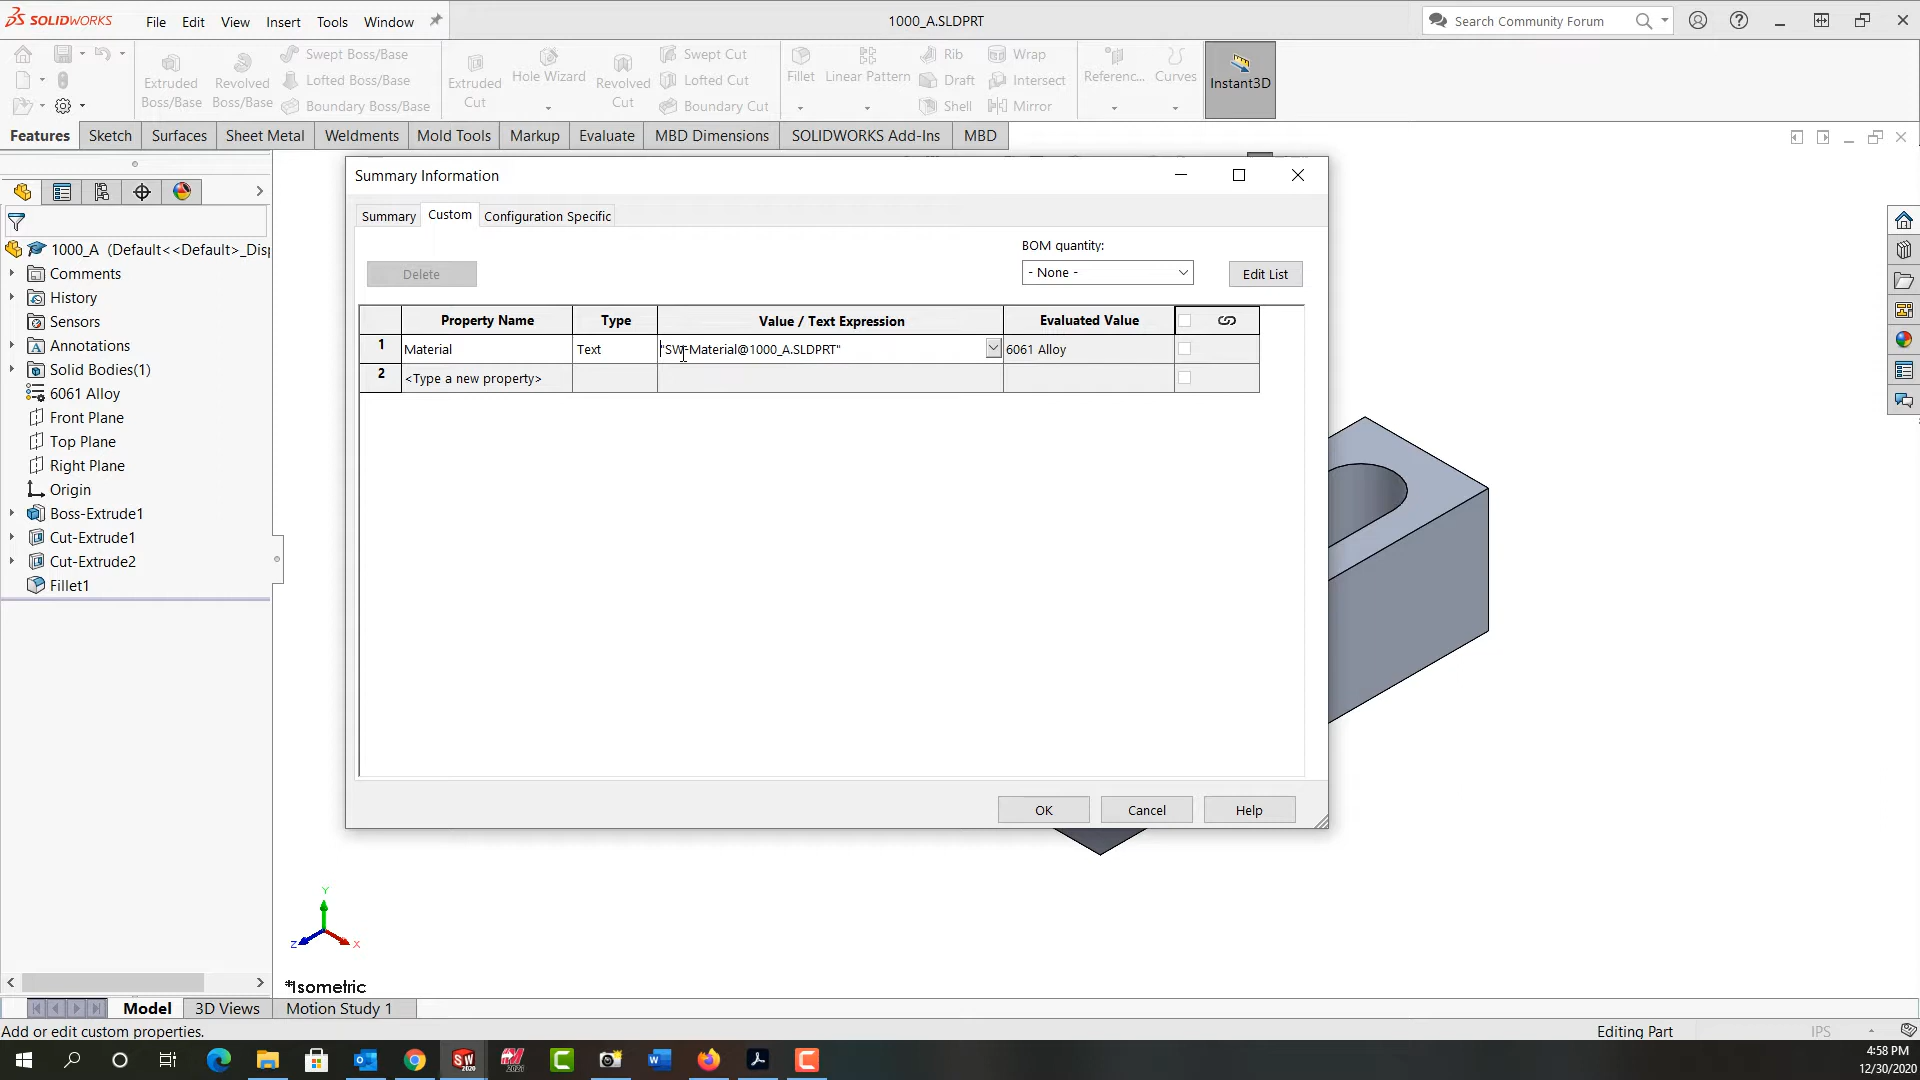 SOLIDWORKS File Edit View Insert Tools Window 1000_A.SLDPRT Search Community Forum
Extruded Boss/Base
Revolved Boss/Base
Swept Boss/Base
Lofted Boss/Base
Boundary Boss/Base
Extruded Cut
Hole Wizard
Revolved Cut
Swept Cut
Lofted Cut
Boundary Cut
Fillet
Linear Pattern
Rib
Draft
Shell
Wrap
Intersect
Mirror
Referenc...
Curves
Instant3D
Features Sketch Surfaces Sheet Metal Weldments Mold Tools Markup Evaluate MBD Dimensions SOLIDWORKS Add-Ins MBD
1000_A (Default<<Default>_Disp
Comments
History
Sensors
Annotations
Solid Bodies(1)
6061 Alloy
Front Plane
Top Plane
Right Plane
Origin
Boss-Extrude1
Cut-Extrude1
Cut-Extrude2
Fillet1
Summary Information
Summary Custom Configuration Specific
BOM quantity:
Delete - None - Edit List
Property Name Type Value / Text Expression Evaluated Value
1 Material Text "SW-Material@1000_A.SLDPRT" 6061 Alloy
2 <Type a new property>
OK Cancel Help
Y
Z X
*Isometric
Model 3D Views Motion Study 1
Add or edit custom properties. Editing Part IPS
SW 2020
2021
4:58 PM
12/30/2020